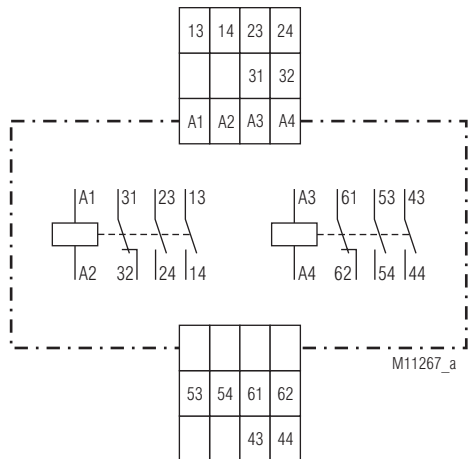 13 14 23 24
31 32
A1 A2 A3 A4
A1 31 23 13 A3 61 53 43
A2 32 24 14 A4 62 54 44
M11267_a
53 54 61 62
43 44